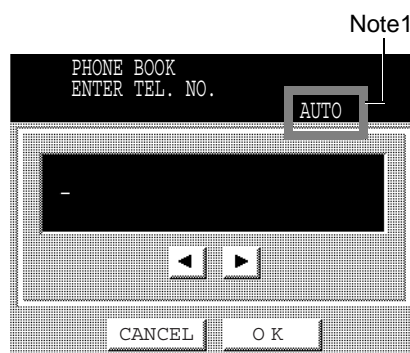 Note1
PHONE BOOK
ENTER TEL. NO.
AUTO
–
CANCEL
O K